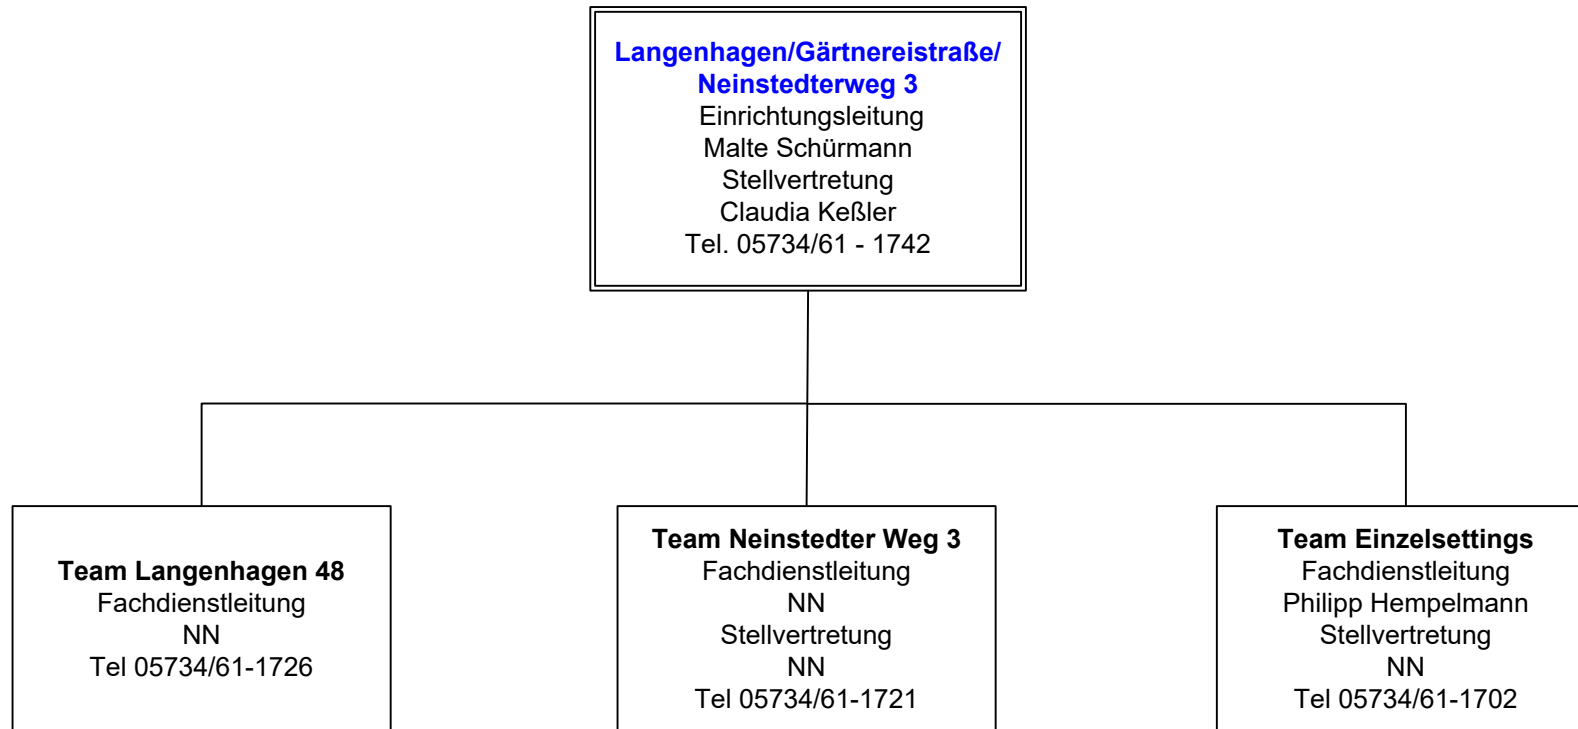 Langenhagen/Gärtnereistraße/
Neinstedterweg 3
Einrichtungsleitung
Malte Schürmann
Stellvertretung
Claudia Keßler
Tel. 05734/61 - 1742
Team Langenhagen 48
Fachdienstleitung
NN
Tel 05734/61-1726
Team Neinstedter Weg 3
Fachdienstleitung
NN
Stellvertretung
NN
Tel 05734/61-1721
Team Einzelsettings
Fachdienstleitung
Philipp Hempelmann
Stellvertretung
NN
Tel 05734/61-1702